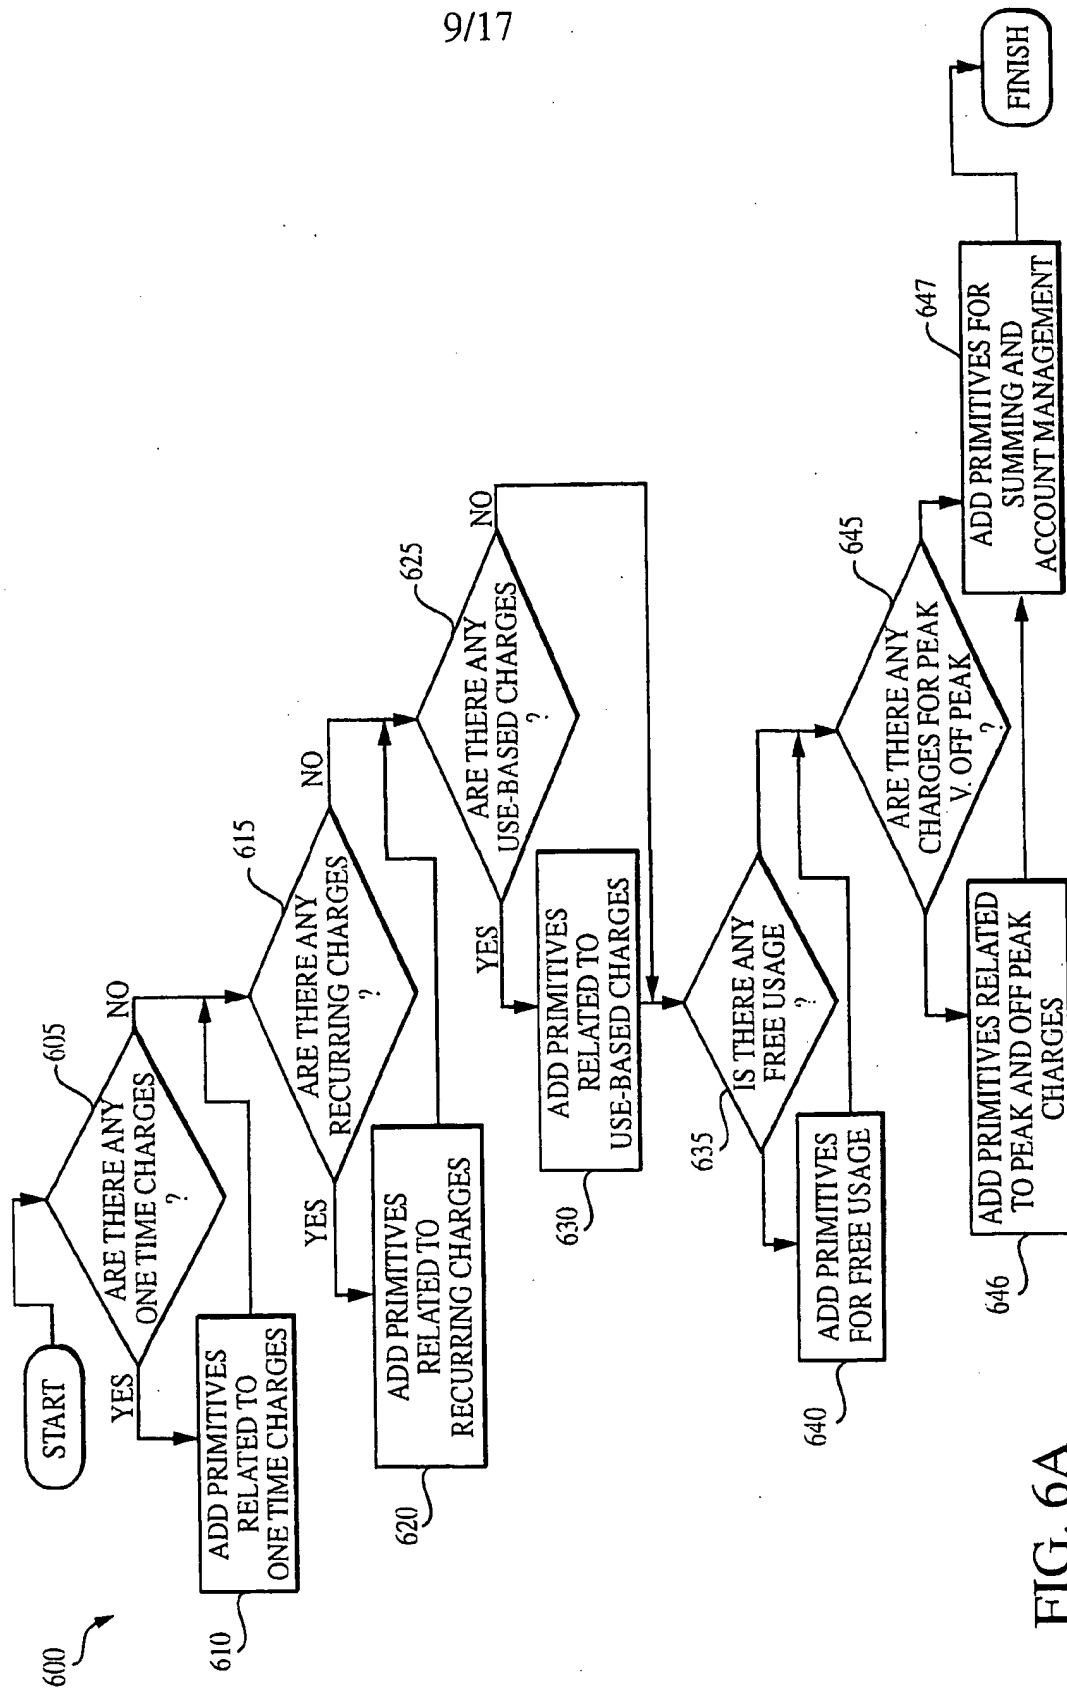 9/17
600
START
605
ARE THERE ANY
ONE TIME CHARGES
?
YES
NO
610
ADD PRIMITIVES
RELATED TO
ONE TIME CHARGES
615
ARE THERE ANY
RECURRING CHARGES
?
YES
NO
620
ADD PRIMITIVES
RELATED TO
RECURRING CHARGES
625
ARE THERE ANY
USE-BASED CHARGES
?
YES
NO
630
ADD PRIMITIVES
RELATED TO
USE-BASED CHARGES
635
IS THERE ANY
FREE USAGE
?
640
ADD PRIMITIVES
FOR FREE USAGE
645
ARE THERE ANY
CHARGES FOR PEAK
V. OFF PEAK
?
646
ADD PRIMITIVES RELATED
TO PEAK AND OFF PEAK
CHARGES
647
ADD PRIMITIVES FOR
SUMMING AND
ACCOUNT MANAGEMENT
FINISH
FIG. 6A